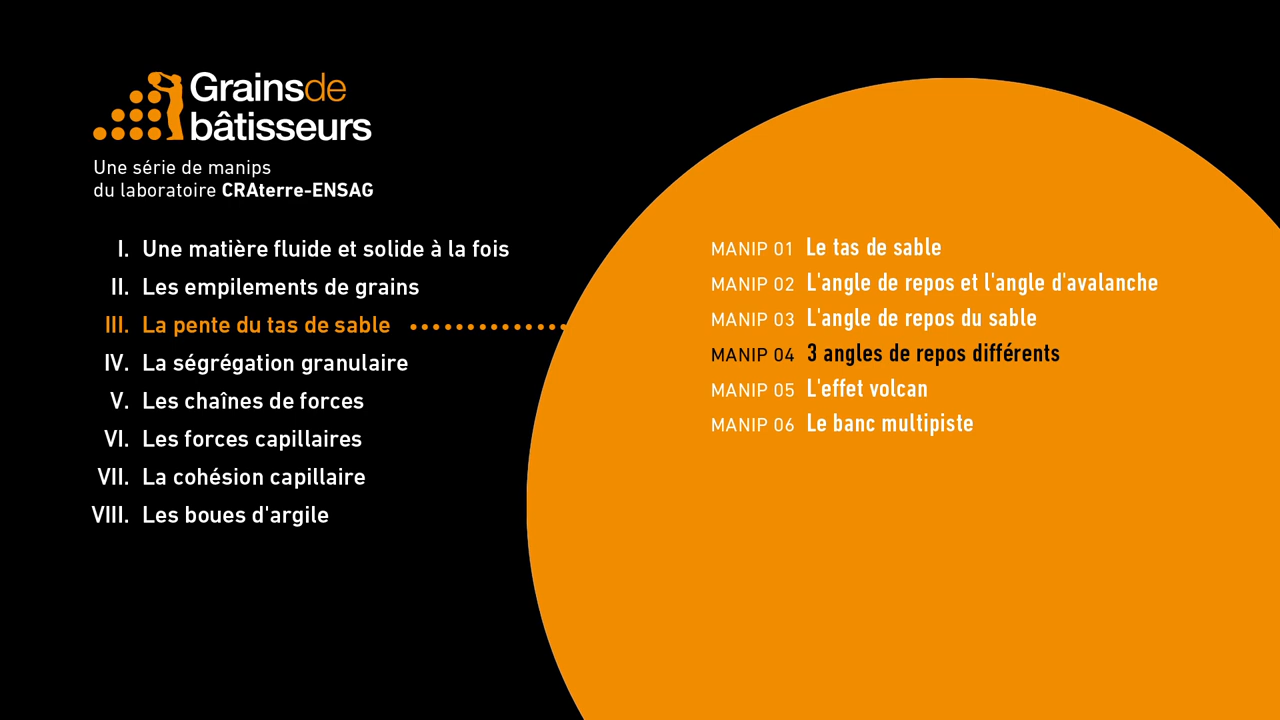 Grainsde
bâtisseurs
Une série de manips
du laboratoire CRAterre-ENSAG
I. Une matière fluide et solide à la fois
II. Les empilements de grains
III. La pente du tas de sable
IV. La ségrégation granulaire
V. Les chaînes de forces
VI. Les forces capillaires
VII. La cohésion capillaire
VIII. Les boues d'argile
MANIP 01 Le tas de sable
MANIP 02 L'angle de repos et l'angle d'avalanche
MANIP 03 L'angle de repos du sable
MANIP 04 3 angles de repos différents
MANIP 05 L'effet volcan
MANIP 06 Le banc multipiste